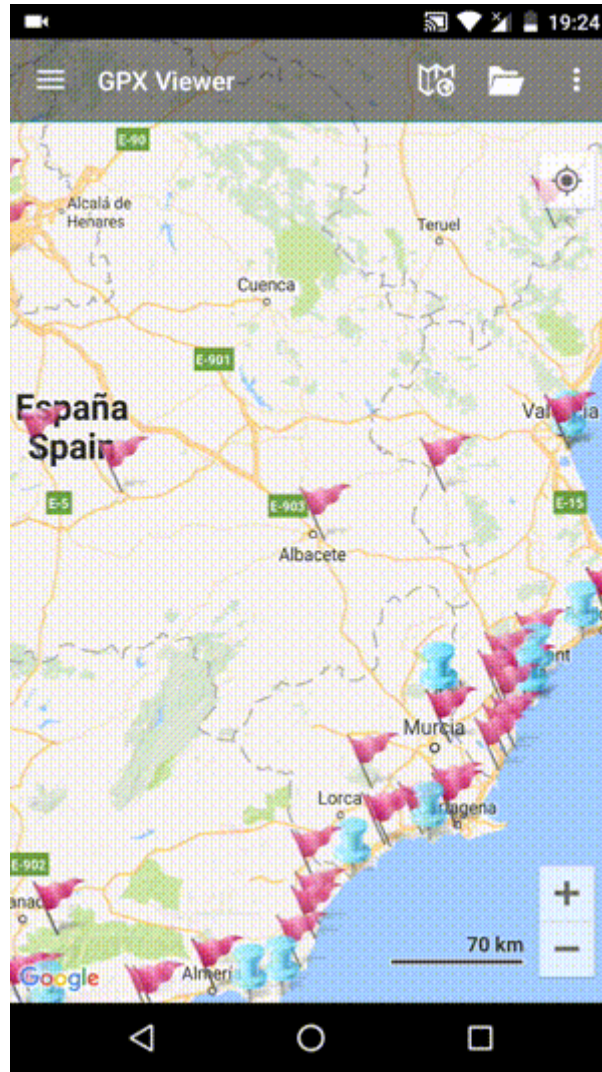 19:24
GPX Viewer
E-90
Alcalá de
Henares
Teruel
Cuenca
E-901
España
Spain
E-5
E-903
E-15
Albacete
Murcia
Lorca
E-902
70 km
Google